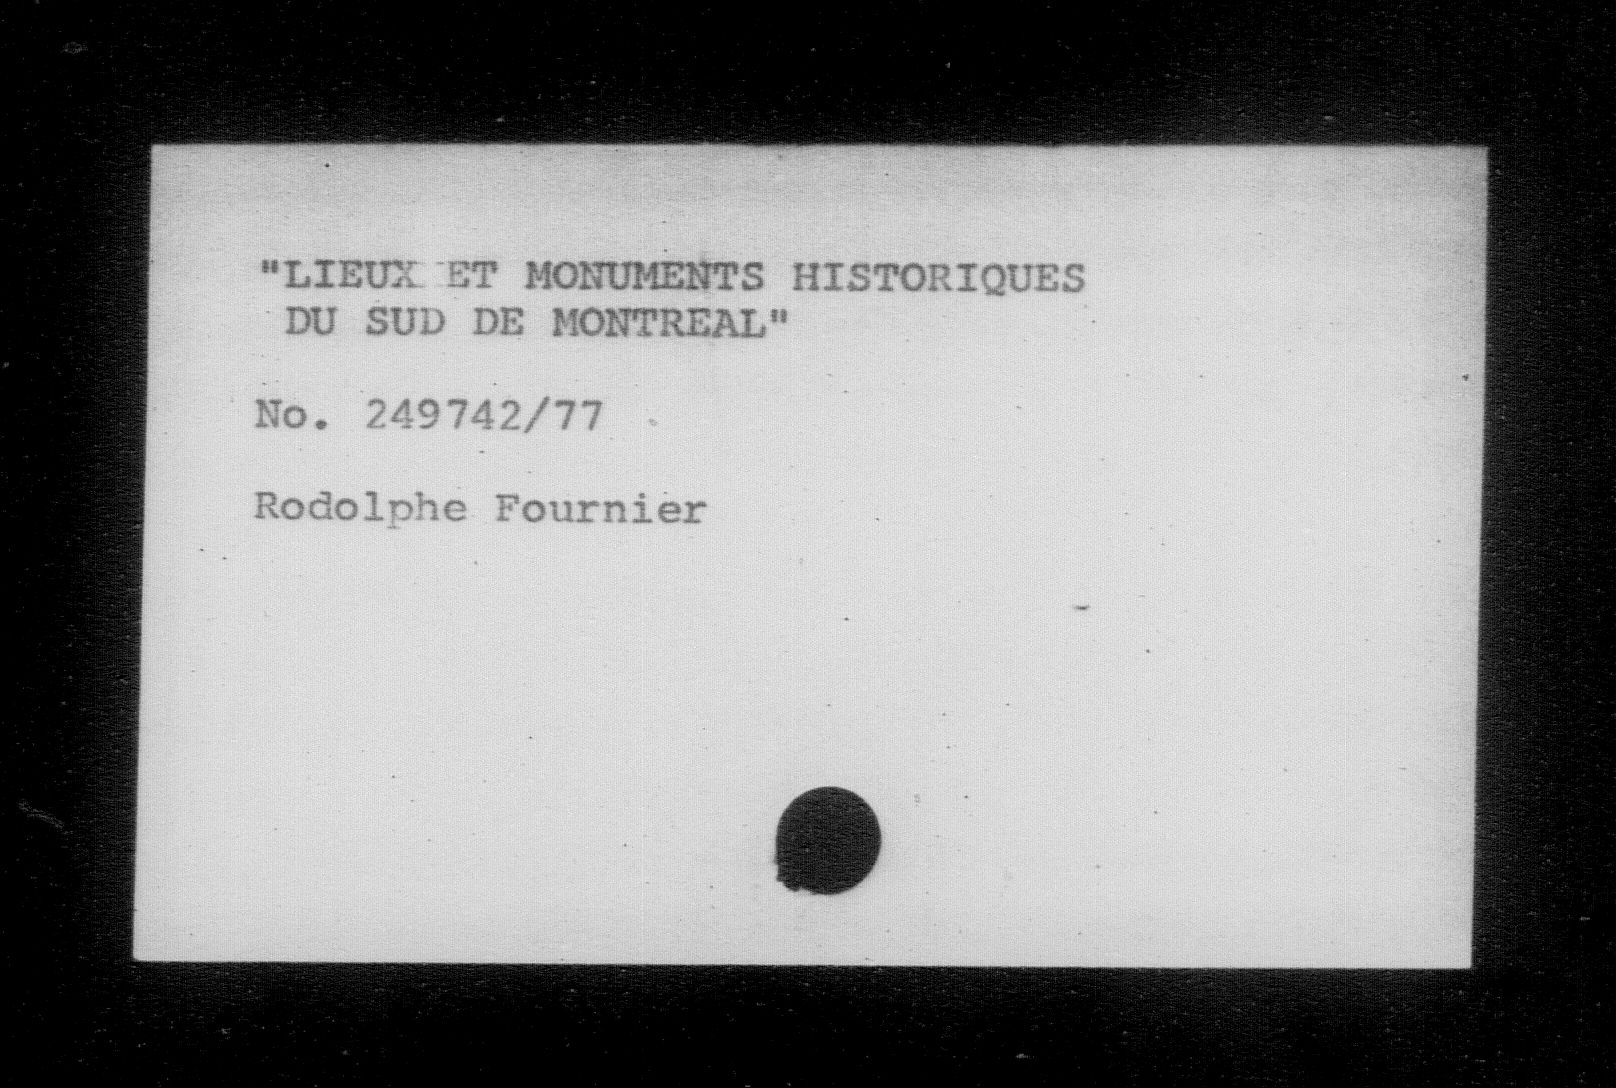 "LIEUX ET MONUMENTS HISTORIQUES
DU SUD DE MONTREAL"
No. 249742/77
Rodolphe Fournier